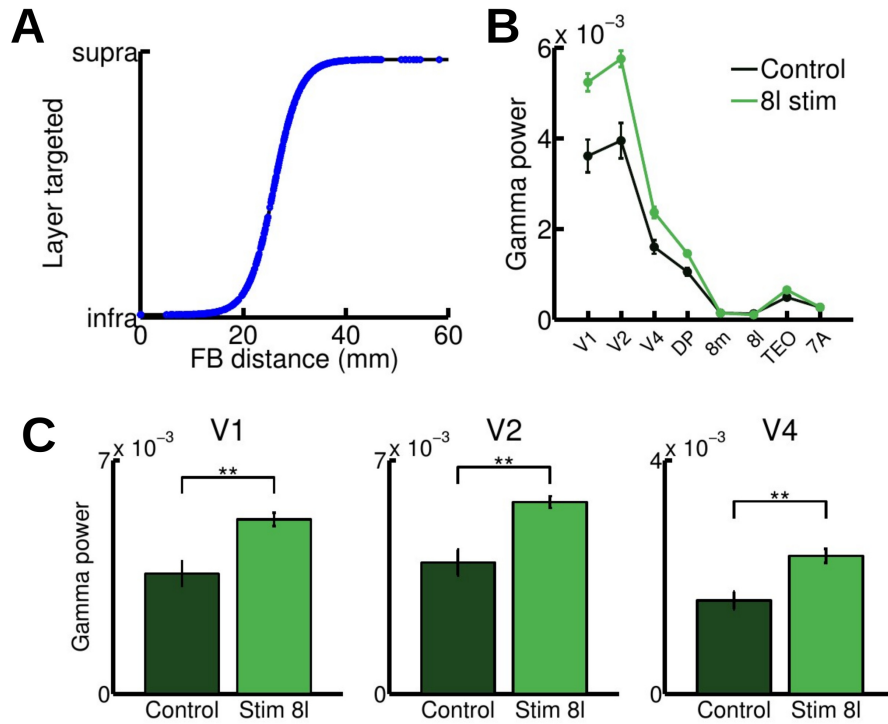 A
supra
infra
Layer targeted
0 20 40 60
FB distance (mm)
B
6 x 10⁻³
4
2
0
Gamma power
Control
8l stim
V1 V2 V4 DP 8m 8l TEO 7A
C
V1
7 x 10⁻³
0
Gamma power
**
Control Stim 8l
V2
7 x 10⁻³
0
**
Control Stim 8l
V4
4 x 10⁻³
0
**
Control Stim 8l